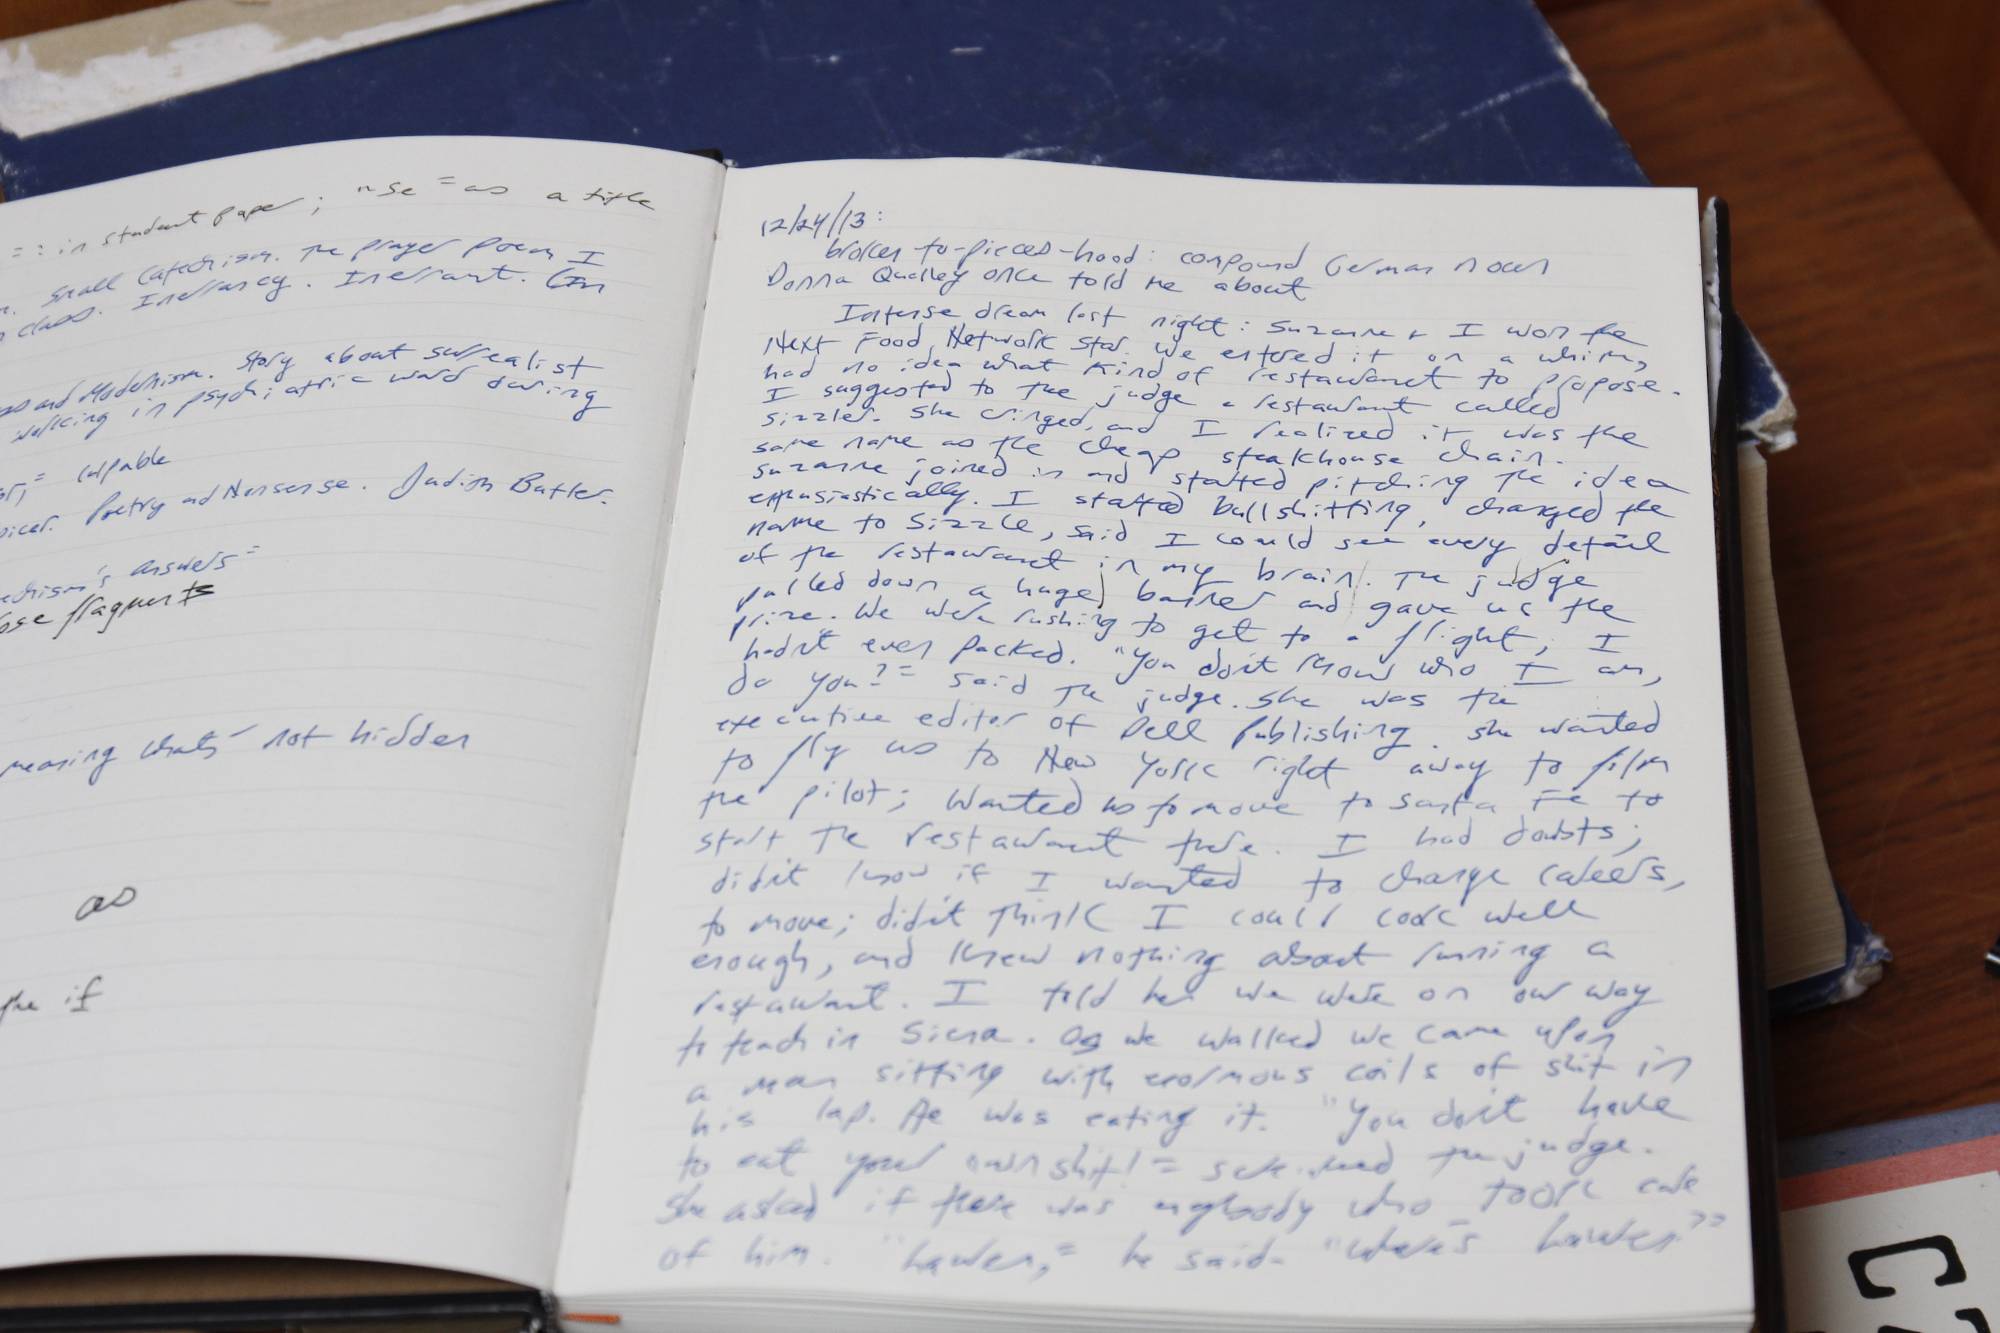 = : in student paper; use = as a title
Small Catechism. The prayer poem I
class. Inerrancy. Inerrant. Gn
and Modernism. Story about surrealist
walking in psychiatric ward during
= culpable
Poetry and Nonsense. Judith Butler.
answers =
fragments
meaning what's not hidden
as
the if
12/24/13:
broken-to-pieces-hood: compound German noun
Donna Qualley once told me about
Intense dream last night: Suzanne + I won the
Next Food Network Star. We entered it on a whim,
had no idea what kind of restaurant to propose.
I suggested to the judge a restaurant called
Sizzler. She cringed, and I realized it was the
same name as the cheap steakhouse chain.
Suzanne joined in and started pitching the idea
enthusiastically. I started bullshitting, changed the
name to Sizzle, said I could see every detail
of the restaurant in my brain. The judge
pulled down a huge banner and gave us the
prize. We were rushing to get to a flight; I
hadn't even packed. "You don't know who I am,
do you?" said the judge. She was the
executive editor of Dell Publishing. She wanted
to fly us to New York right away to film
the pilot; wanted us to move to Santa Fe to
start the restaurant there. I had doubts;
didn't know if I wanted to change careers,
to move; didn't think I could cook well
enough, and knew nothing about running a
restaurant. I told her we were on our way
to teach in Siena. As we walked we came upon
a man sitting with enormous coils of shit in
his lap. He was eating it. "You don't have
to eat your own shit!" screamed the judge.
She asked if there was anybody who took care
of him. he said. "Where's